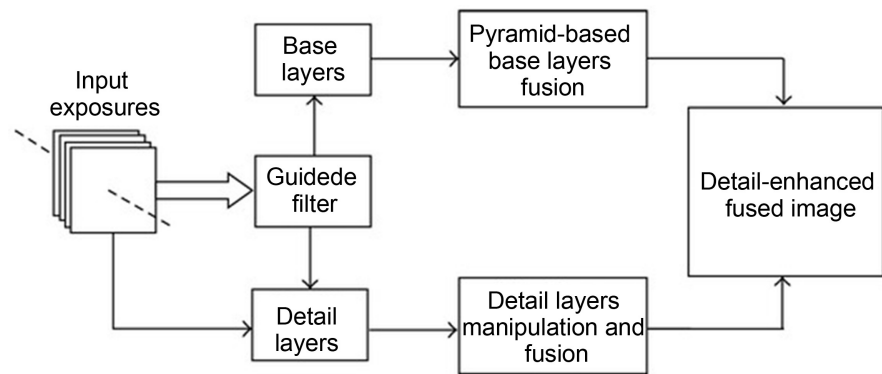 Input
exposures
Base
layers
Pyramid-based
base layers
fusion
Guidede
filter
Detail-enhanced
fused image
Detail
layers
Detail layers
manipulation and
fusion